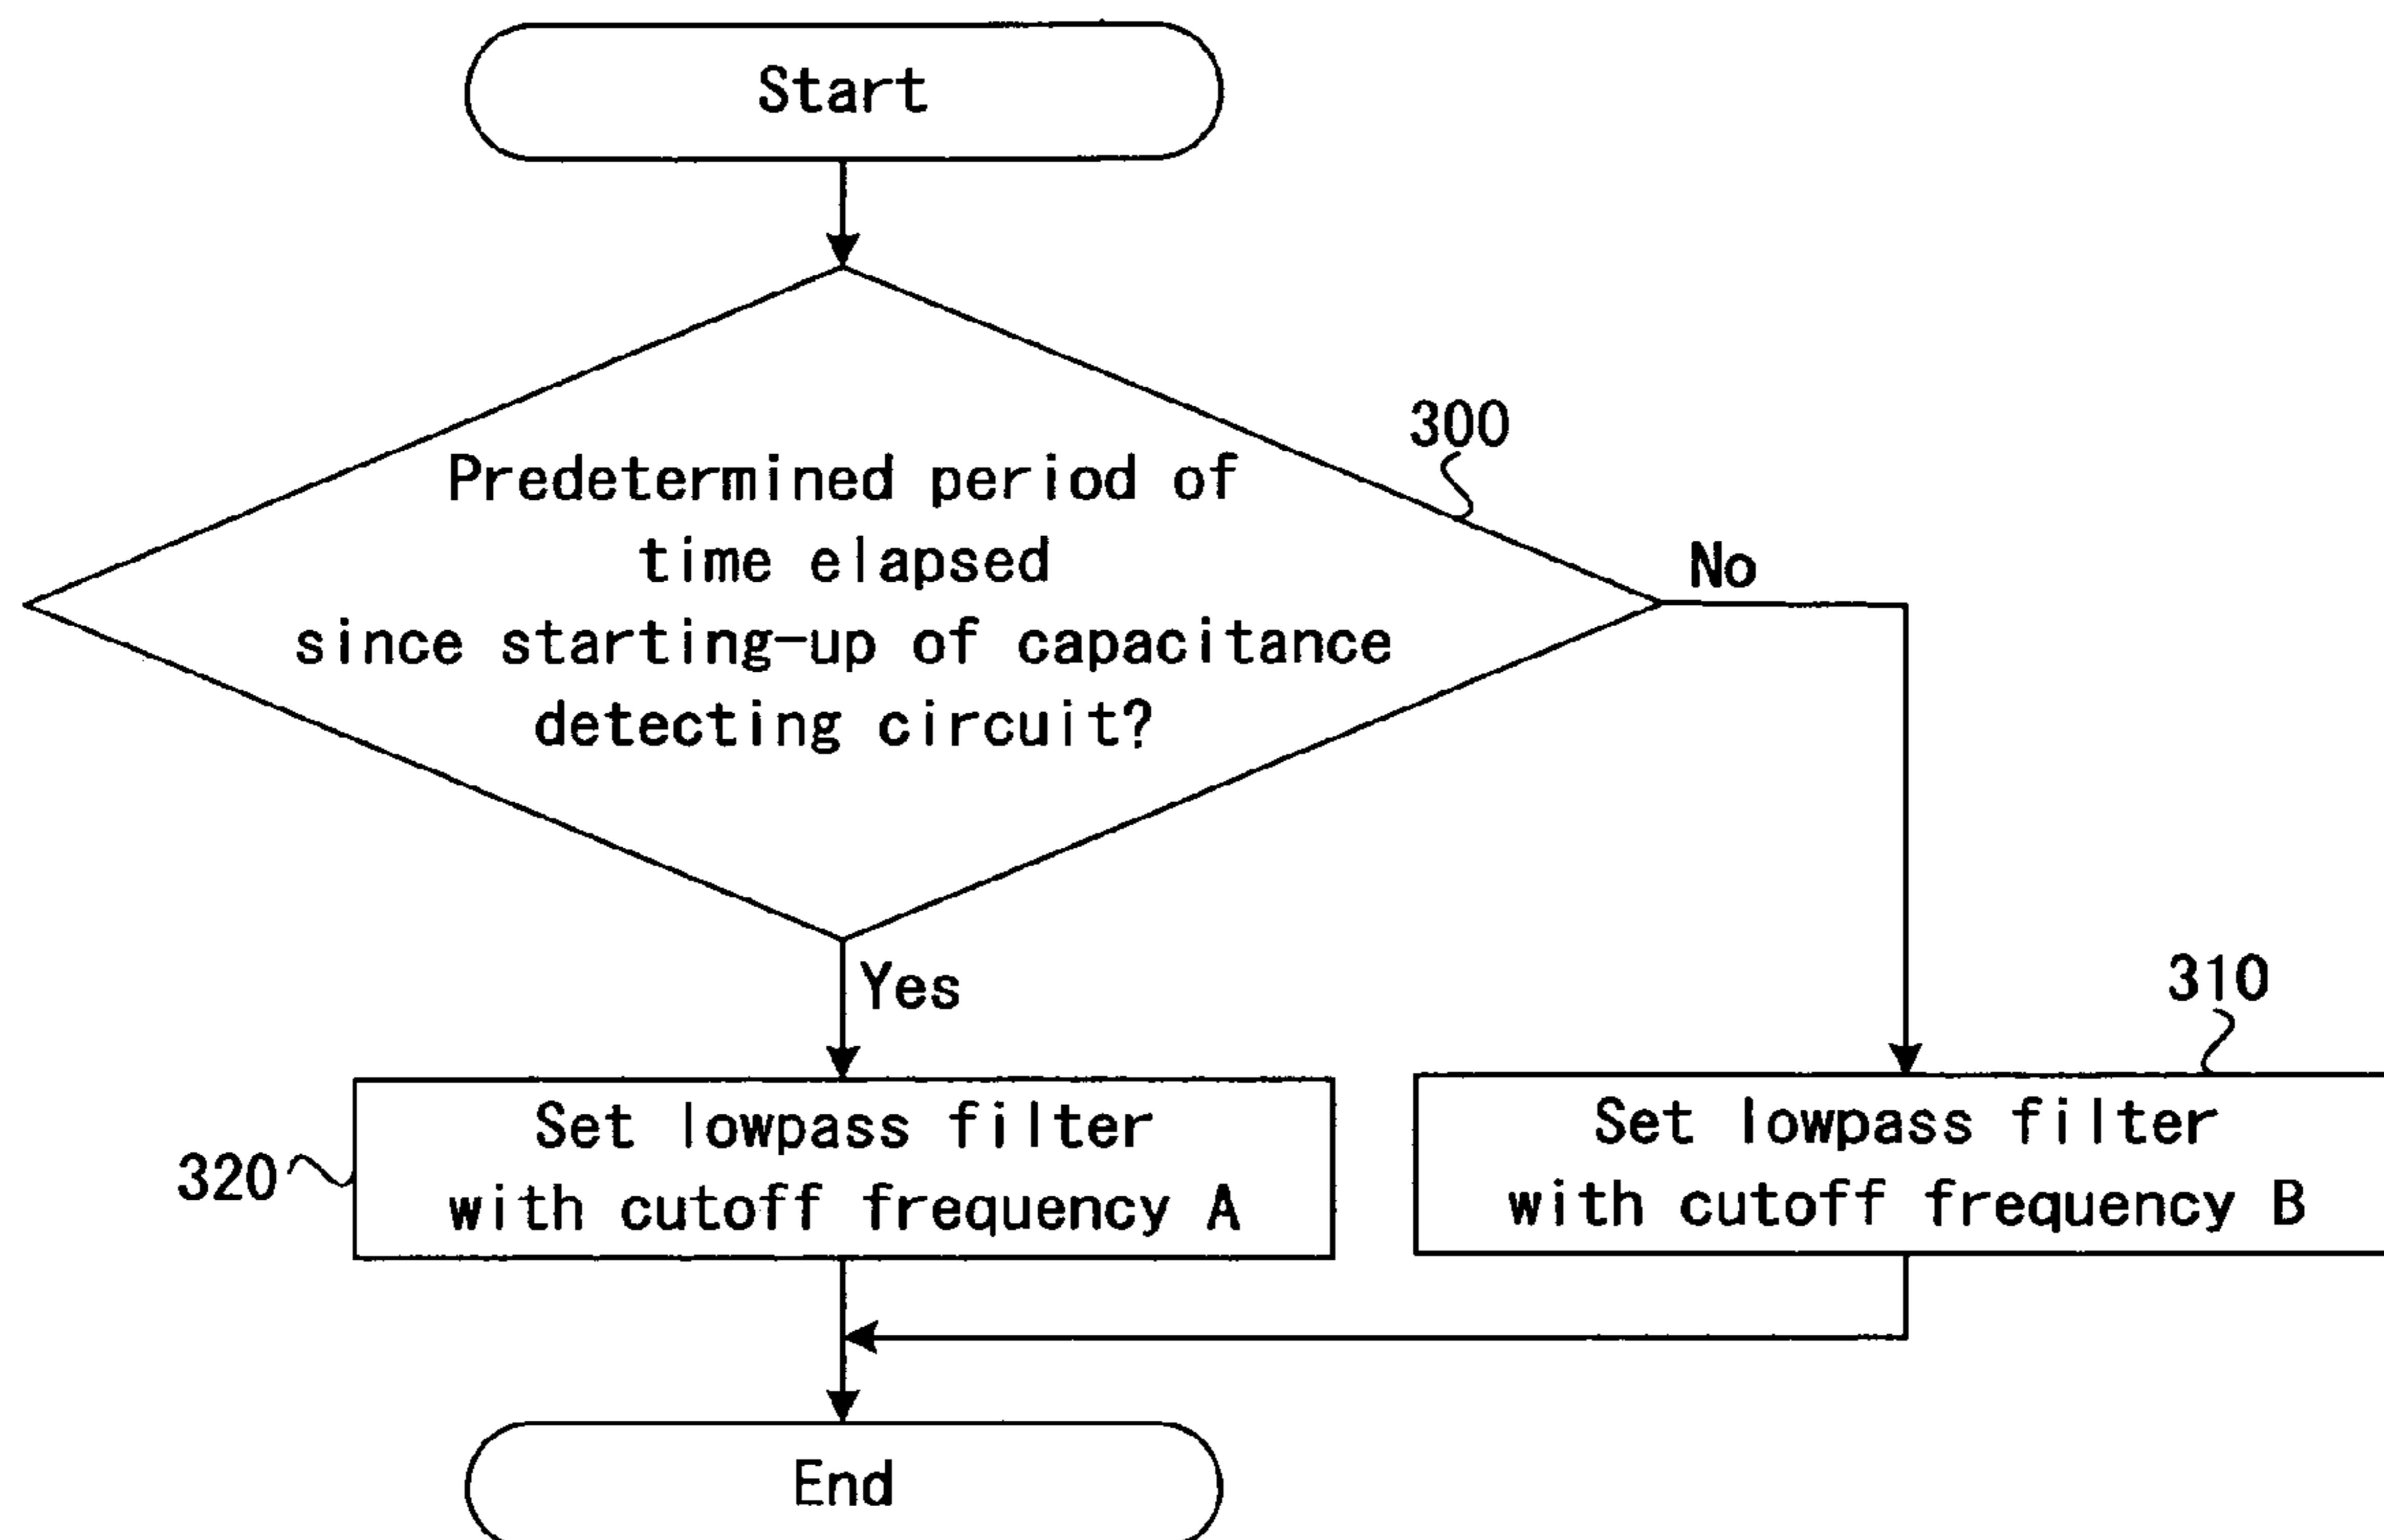 Start
300
Predetermined period of
time elapsed
since starting-up of capacitance
detecting circuit?
No
Yes
310
320
Set lowpass filter
with cutoff frequency A
Set lowpass filter
with cutoff frequency B
End